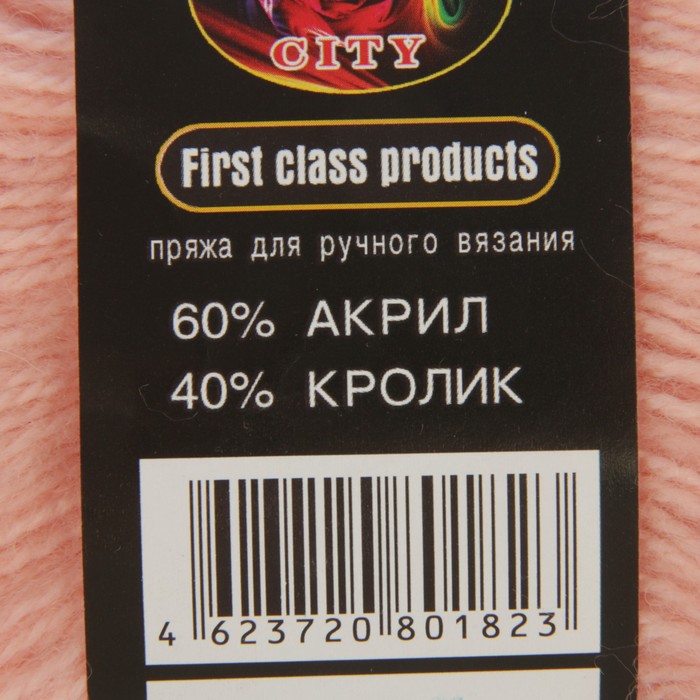 CITY
First class products
пряжа для ручного вязания
60% АКРИЛ
40% КРОЛИК
4 623720 801823